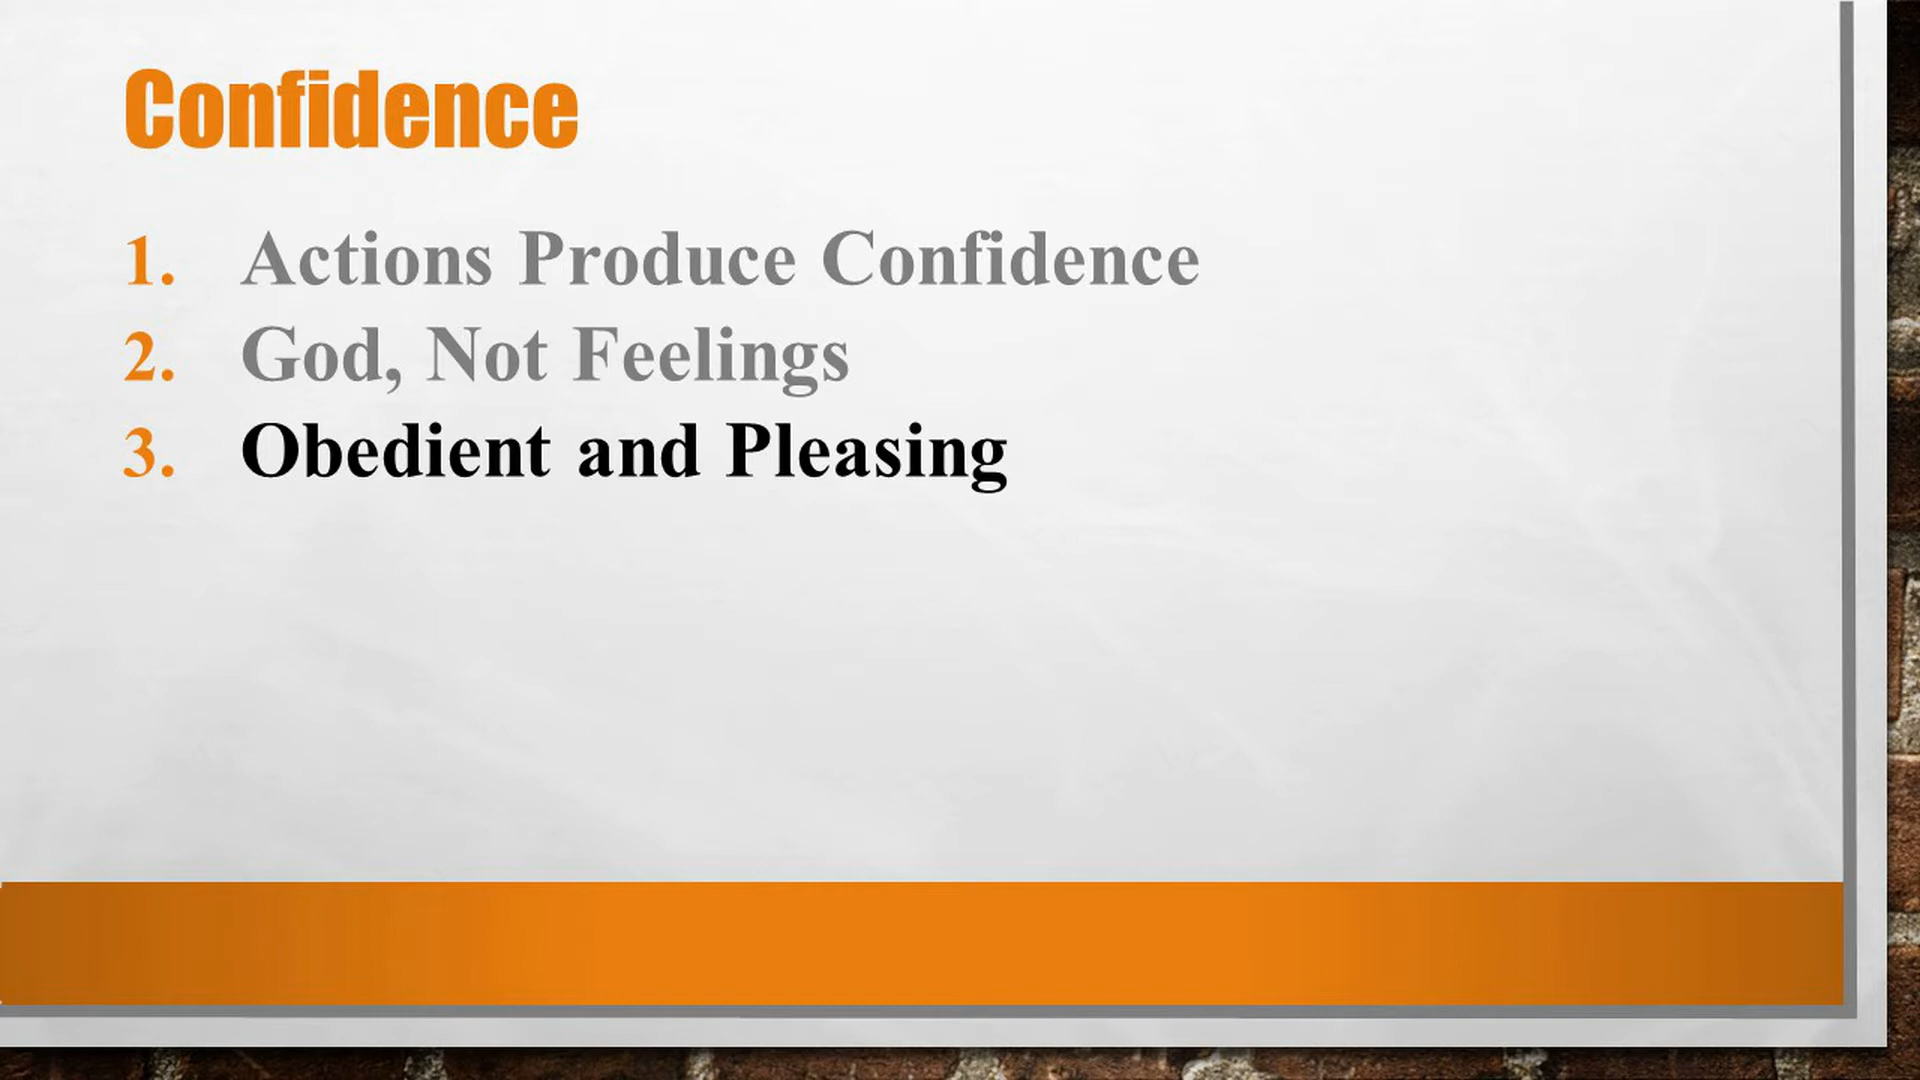 Confidence
1. Actions Produce Confidence
2. God, Not Feelings
3. Obedient and Pleasing